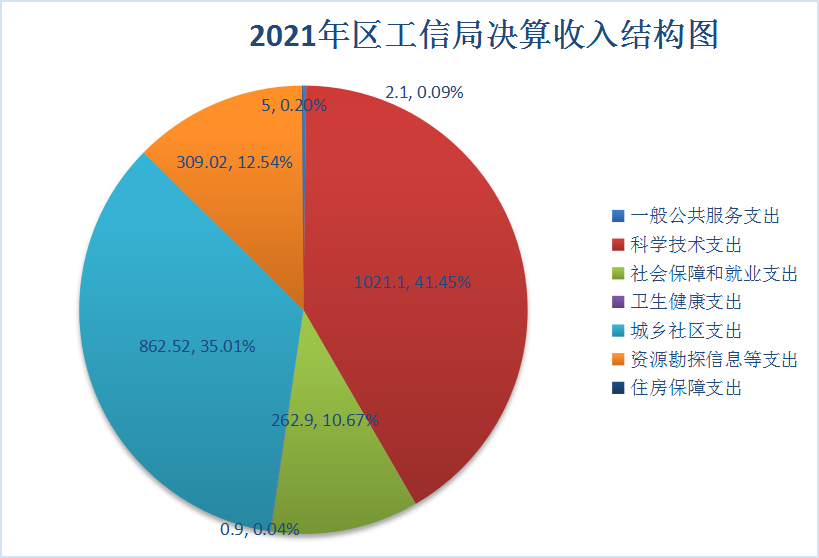 2021年区工信局决算收入结构图
5, 0.20%
2.1, 0.09%
309.02, 12.54%
1021.1, 41.45%
862.52, 35.01%
262.9, 10.67%
0.9, 0.04%
一般公共服务支出
科学技术支出
社会保障和就业支出
卫生健康支出
城乡社区支出
资源勘探信息等支出
住房保障支出